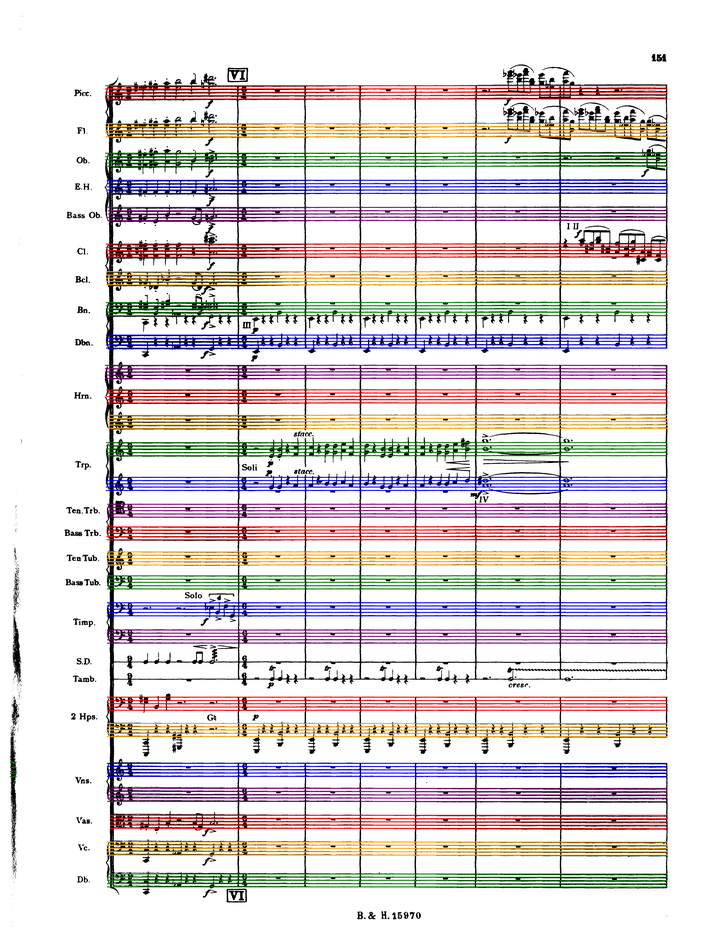 151
VI
Picc.
f
f
Fl.
f
f
Ob.
f
f
E.H.
f
Bass Ob.
I II
f
Cl.
f
Bcl.
f
Bn.
f
III
p
Dbn.
f
p
Hrn.
stacc.
p
Trp.
Soli
stacc.
p
mf
IV
Ten. Trb.
Bass Trb.
Ten Tub.
Bass Tub.
Solo
6
f
Timp.
S.D.
Tamb.
p
cresc.
2 Hps.
G♮
p
Vns.
Vas.
f
Vc.
f
Db.
f
VI
B. & H. 15970